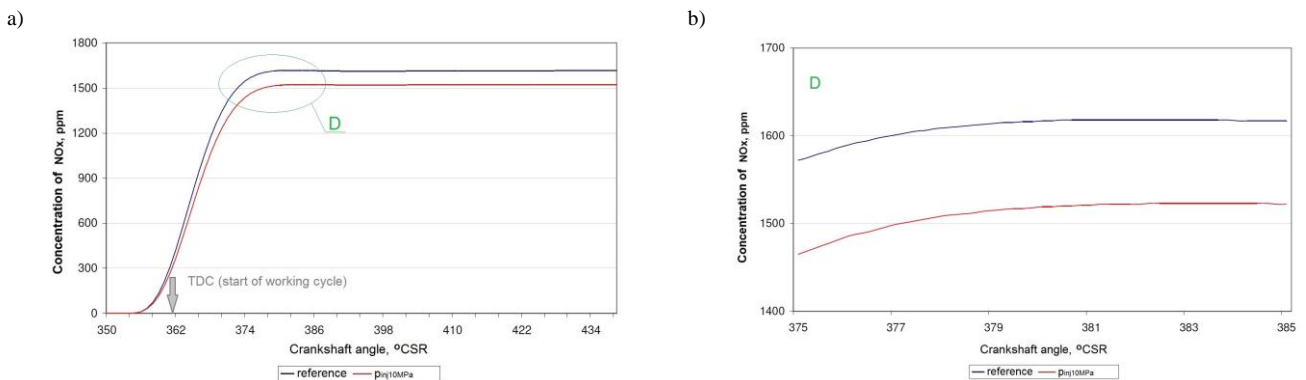 a)
1800
1500
1200
900
600
300
0
Concentration of NOx, ppm
D
TDC (start of working cycle)
350 362 374 386 398 410 422 434
Crankshaft angle, ºCSR
reference pinj10MPa
b)
1700
1600
1500
1400
Concentration of NOx, ppm
D
375 377 379 381 383 385
Crankshaft angle, ºCSR
reference pinj10MPa